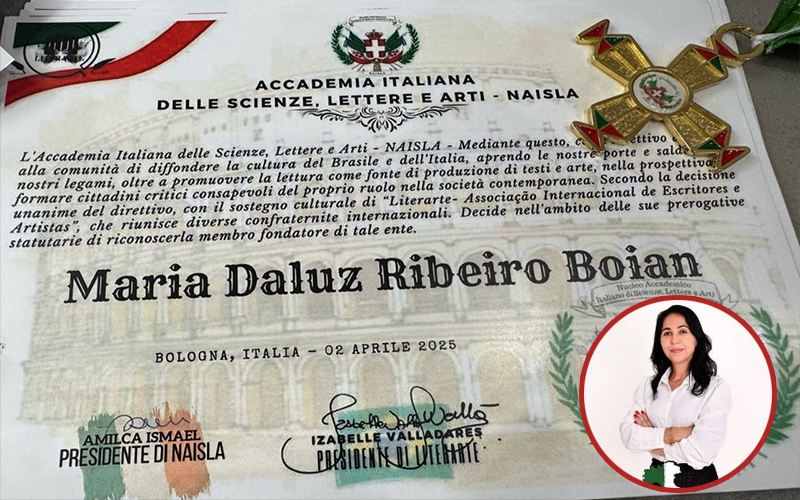 ACCADEMIA ITALIANA
DELLE SCIENZE, LETTERE E ARTI - NAISLA
L'Accademia Italiana delle Scienze, Lettere e Arti - NAISLA - Mediante questo,
alla comunità di diffondere la cultura del Brasile e dell'Italia, aprendo le nostre porte e
nostri legami, oltre a promuovere la lettura come fonte di produzione di testi e arte, nella prospettiva
formare cittadini critici consapevoli del proprio ruolo nella società contemporanea. Secondo la decisione
unanime del direttivo, con il sostegno culturale di "Literarte- Associação Internacional de Escritores e
Artistas", che riunisce diverse confraternite internazionali. Decide nell'ambito delle sue prerogative
statutarie di riconoscerla membro fondatore di tale ente.
Maria Daluz Ribeiro Boian
Nucleo Accademico
Italiano di Scienze, Lettere e Arti
BOLOGNA, ITALIA – 02 APRILE 2025
AMILCA ISMAEL
PRESIDENTE DI NAISLA
IZABELLE VALLADARES
PRESIDENTE DI LITERARTE